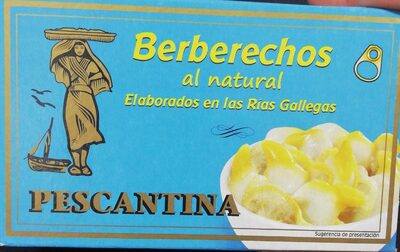 Berberechos
al natural
Elaborados en las Rías Gallegas
PESCANTINA
Sugerencia de presentación